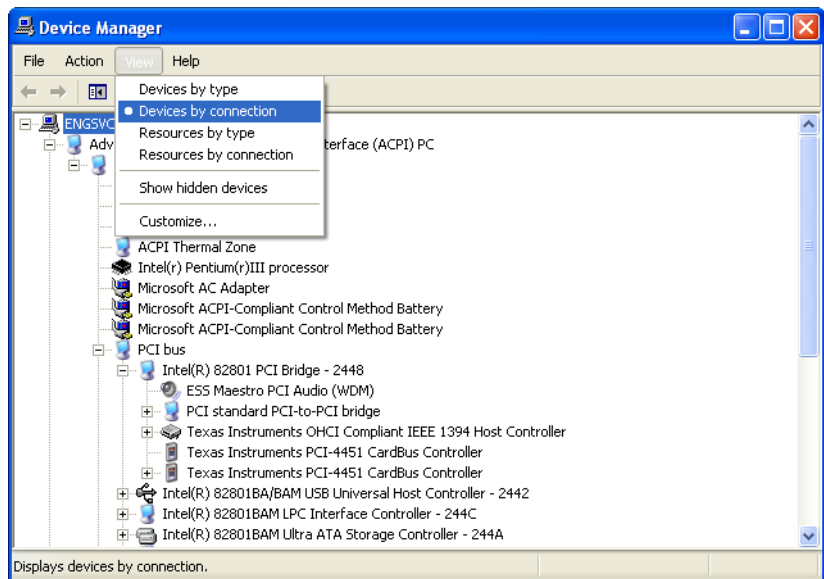 Device Manager
File Action View Help
Devices by type
Devices by connection
Resources by type
Resources by connection
Show hidden devices
Customize...
ENGSVC
Adv terface (ACPI) PC
ACPI Thermal Zone
Intel(r) Pentium(r)III processor
Microsoft AC Adapter
Microsoft ACPI-Compliant Control Method Battery
Microsoft ACPI-Compliant Control Method Battery
PCI bus
Intel(R) 82801 PCI Bridge - 2448
ESS Maestro PCI Audio (WDM)
PCI standard PCI-to-PCI bridge
Texas Instruments OHCI Compliant IEEE 1394 Host Controller
Texas Instruments PCI-4451 CardBus Controller
Texas Instruments PCI-4451 CardBus Controller
Intel(R) 82801BA/BAM USB Universal Host Controller - 2442
Intel(R) 82801BAM LPC Interface Controller - 244C
Intel(R) 82801BAM Ultra ATA Storage Controller - 244A
Displays devices by connection.